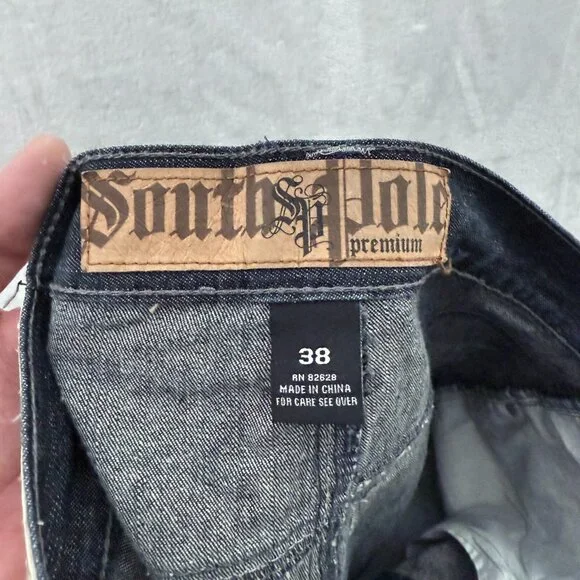 South SP Pole
premium
38
RN 82628
MADE IN CHINA
FOR CARE SEE OVER